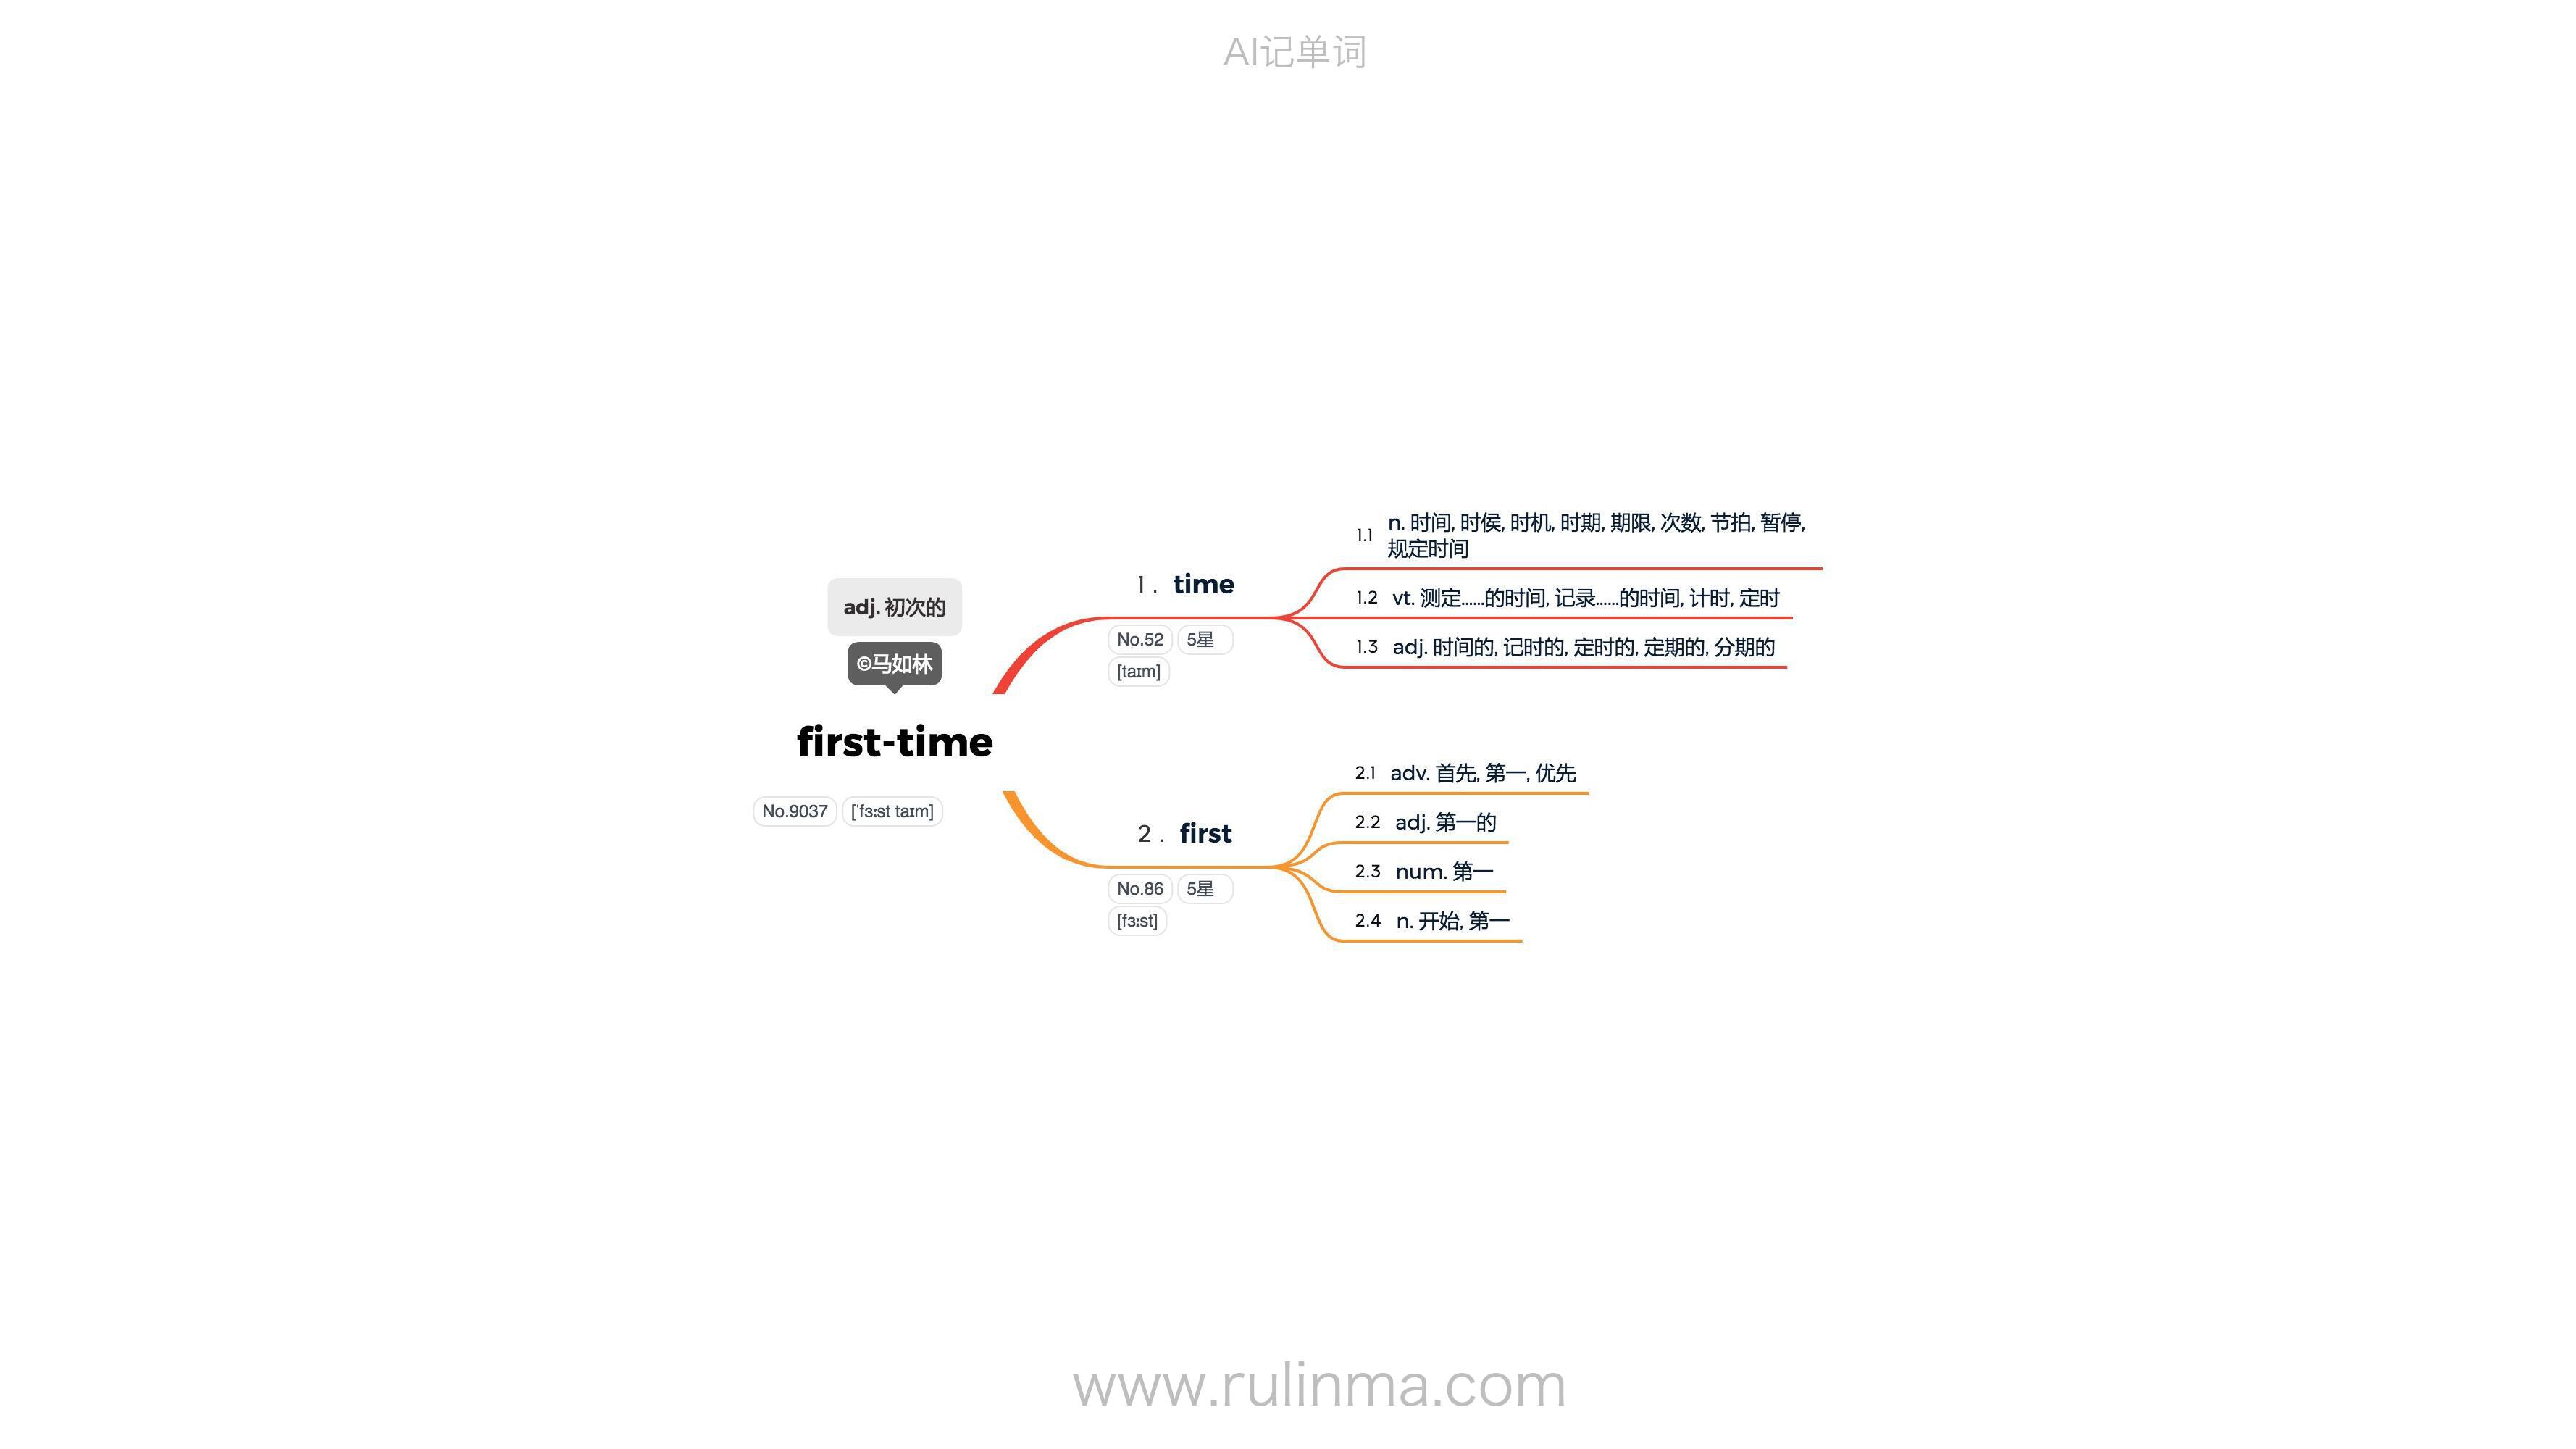 AI记单词
adj. 初次的
©马如林
first-time
No.9037 [ˈfɜːst taɪm]
1. time
No.52 5星
[taɪm]
1.1 n. 时间, 时侯, 时机, 时期, 期限, 次数, 节拍, 暂停,
规定时间
1.2 vt. 测定……的时间, 记录……的时间, 计时, 定时
1.3 adj. 时间的, 记时的, 定时的, 定期的, 分期的
2. first
No.86 5星
[fɜːst]
2.1 adv. 首先, 第一, 优先
2.2 adj. 第一的
2.3 num. 第一
2.4 n. 开始, 第一
www.rulinma.com